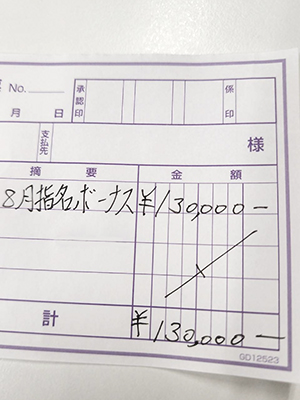 No.
承認印
係印
月 日
支払先
様
摘要 金額
8月指名ボーナス ¥130,000−
計 ¥130,000−
GD12523